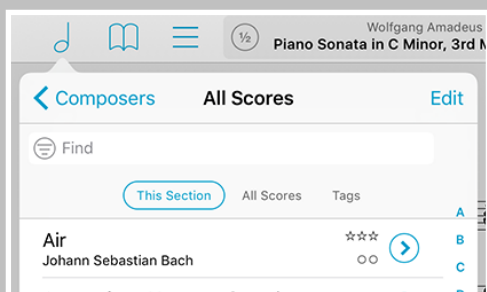 ½
Wolfgang Amadeus
Piano Sonata in C Minor, 3rd
Composers
All Scores
Edit
Find
This Section
All Scores
Tags
A
Air
B
Johann Sebastian Bach
C